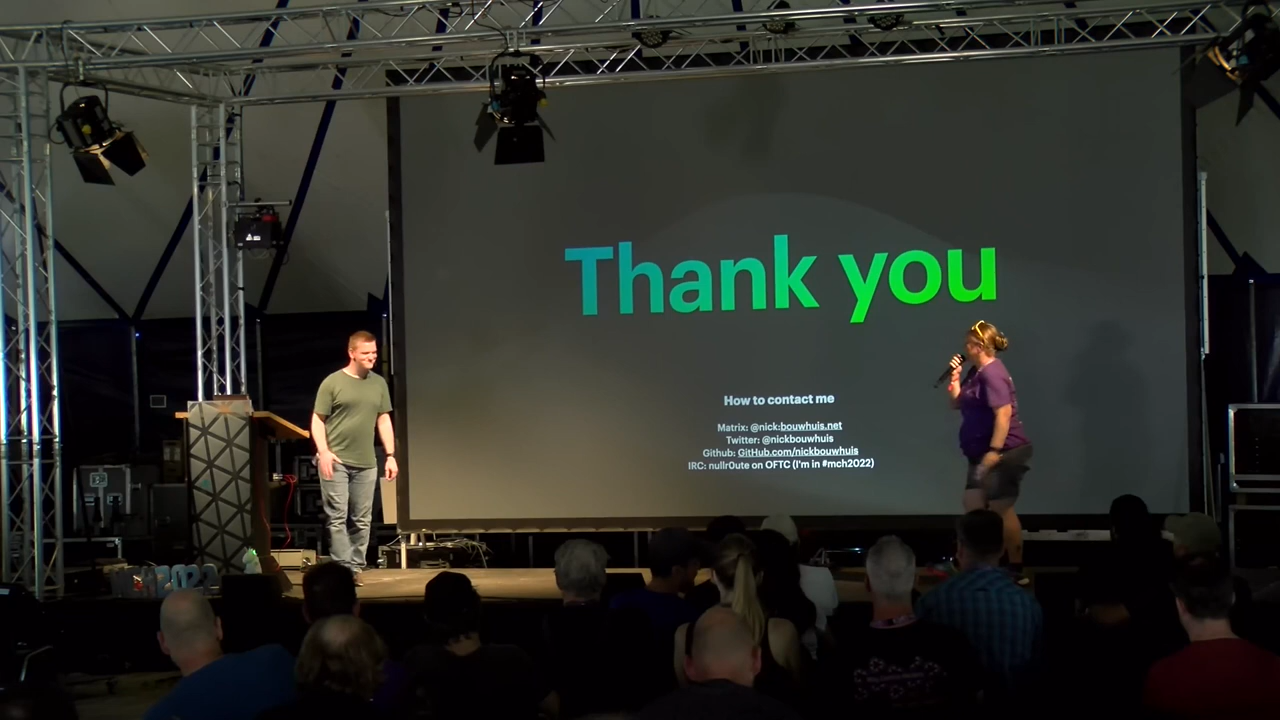 Thank you
How to contact me
Matrix: @nick:bouwhuis.net
Twitter: @nickbouwhuis
Github: GitHub.com/nickbouwhuis
IRC: nullr0ute on OFTC (I'm in #mch2022)